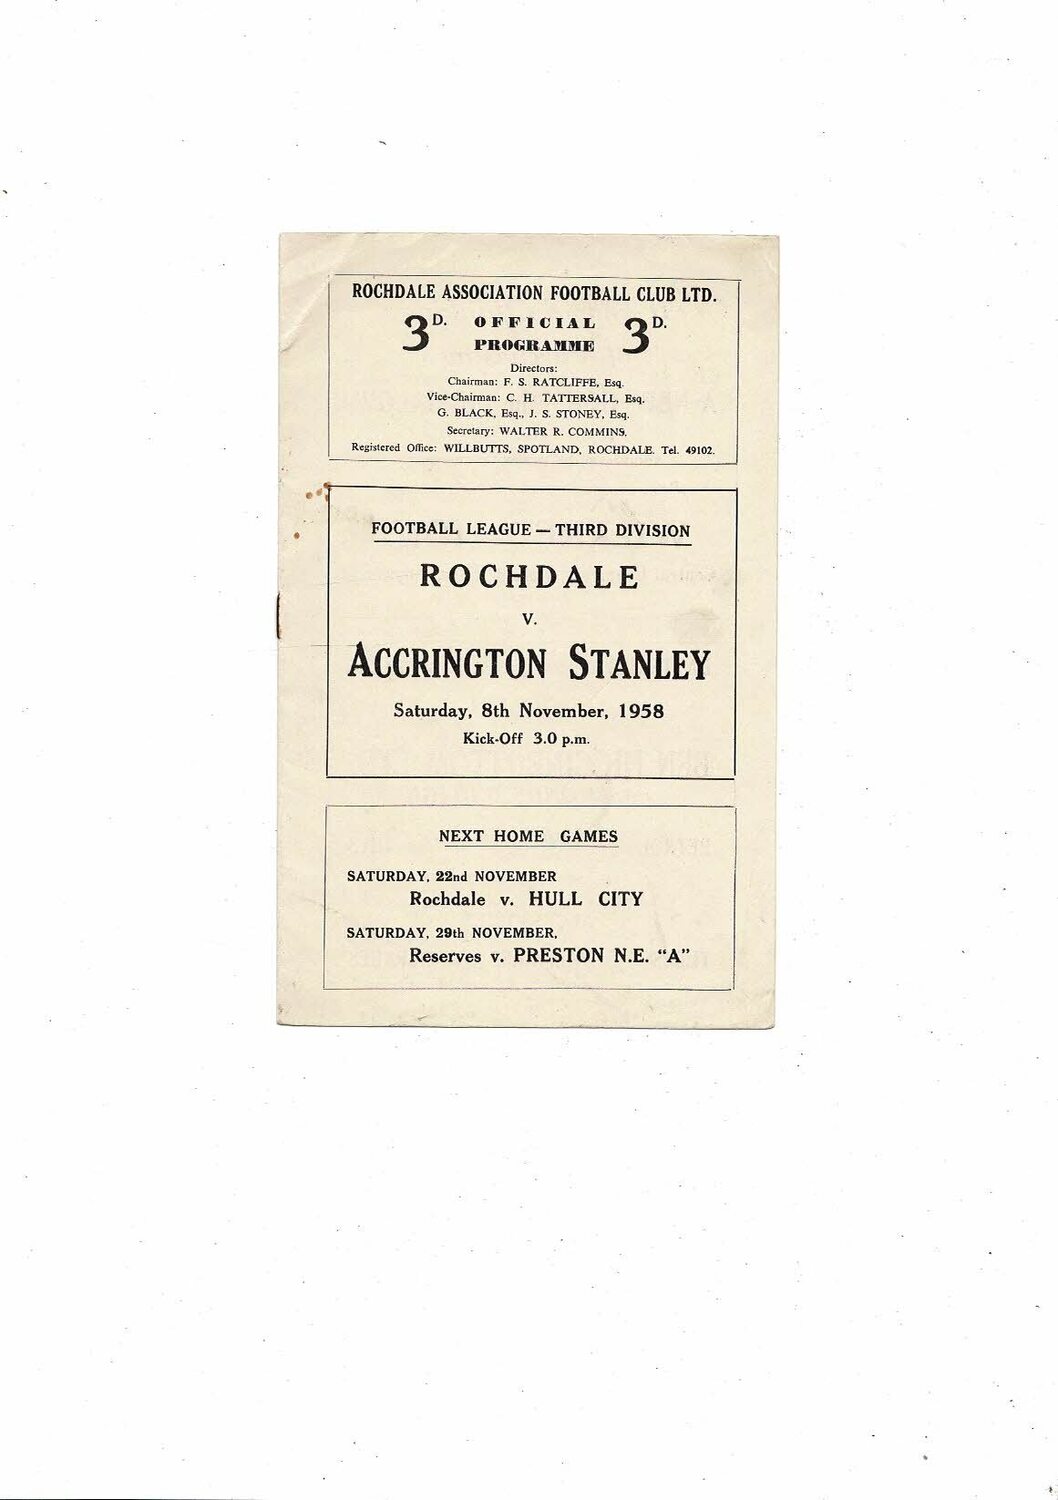 ROCHDALE ASSOCIATION FOOTBALL CLUB LTD.
3D. OFFICIAL PROGRAMME 3D.
Directors:
Chairman: F. S. RATCLIFFE, Esq.
Vice-Chairman: C. H. TATTERSALL, Esq.
G. BLACK, Esq., J. S. STONEY, Esq.
Secretary: WALTER R. COMMINS.
Registered Office: WILLBUTTS, SPOTLAND, ROCHDALE. Tel. 49102.
FOOTBALL LEAGUE — THIRD DIVISION
ROCHDALE
V.
ACCRINGTON STANLEY
Saturday, 8th November, 1958
Kick-Off 3.0 p.m.
NEXT HOME GAMES
SATURDAY, 22nd NOVEMBER
Rochdale v. HULL CITY
SATURDAY, 29th NOVEMBER,
Reserves v. PRESTON N.E. "A"